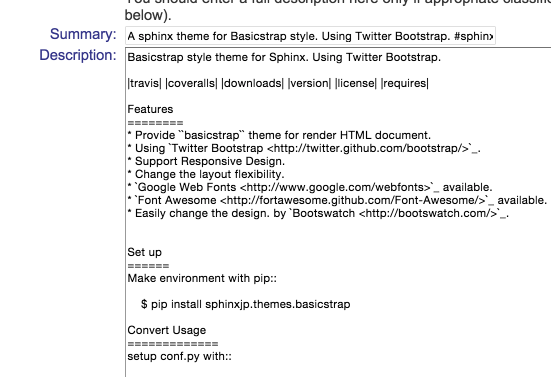 You should enter a full description here only if appropriate classifie
below).
Summary: A sphinx theme for Basicstrap style. Using Twitter Bootstrap. #sphinx
Description: Basicstrap style theme for Sphinx. Using Twitter Bootstrap.
|travis| |coveralls| |downloads| |version| |license| |requires|
Features
========
* Provide ``basicstrap`` theme for render HTML document.
* Using `Twitter Bootstrap <http://twitter.github.com/bootstrap/>`_.
* Support Responsive Design.
* Change the layout flexibility.
* `Google Web Fonts <http://www.google.com/webfonts>`_ available.
* `Font Awesome <http://fortawesome.github.com/Font-Awesome/>`_ available.
* Easily change the design. by `Bootswatch <http://bootswatch.com/>`_.
Set up
======
Make environment with pip::
$ pip install sphinxjp.themes.basicstrap
Convert Usage
=============
setup conf.py with::